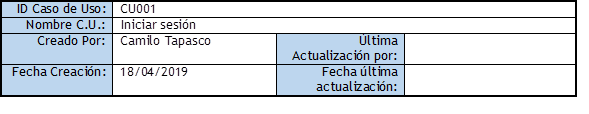 ID Caso de Uso: CU001
Nombre C.U.: Iniciar sesión
Creado Por: Camilo Tapasco Última
Actualización por:
Fecha Creación: 18/04/2019 Fecha última
actualización: